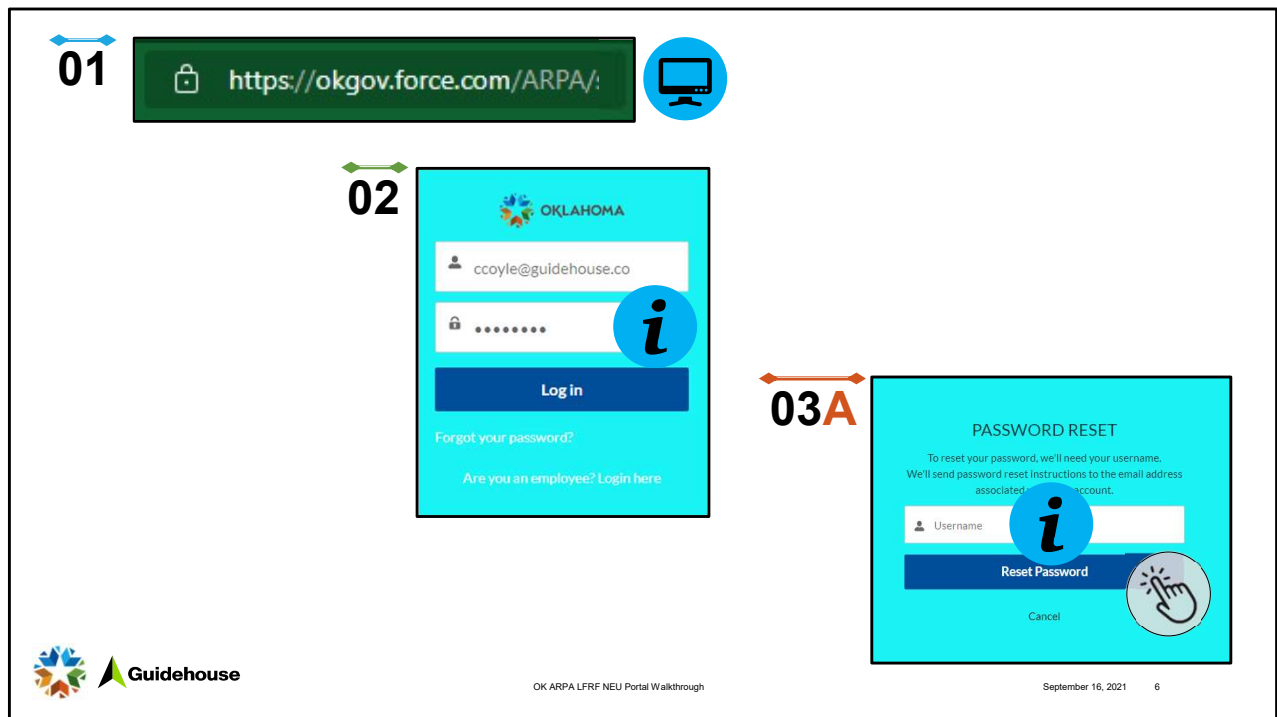 01
https://okgov.force.com/ARPA/s
02
OKLAHOMA
ccoyle@guidehouse.co
••••••••
i
Log in
Forgot your password?
Are you an employee? Login here
03A
PASSWORD RESET
To reset your password, we'll need your username.
We'll send password reset instructions to the email address
associated account.
Username
i
Reset Password
Cancel
Guidehouse
OK ARPA LFRF NEU Portal Walkthrough
September 16, 2021 6